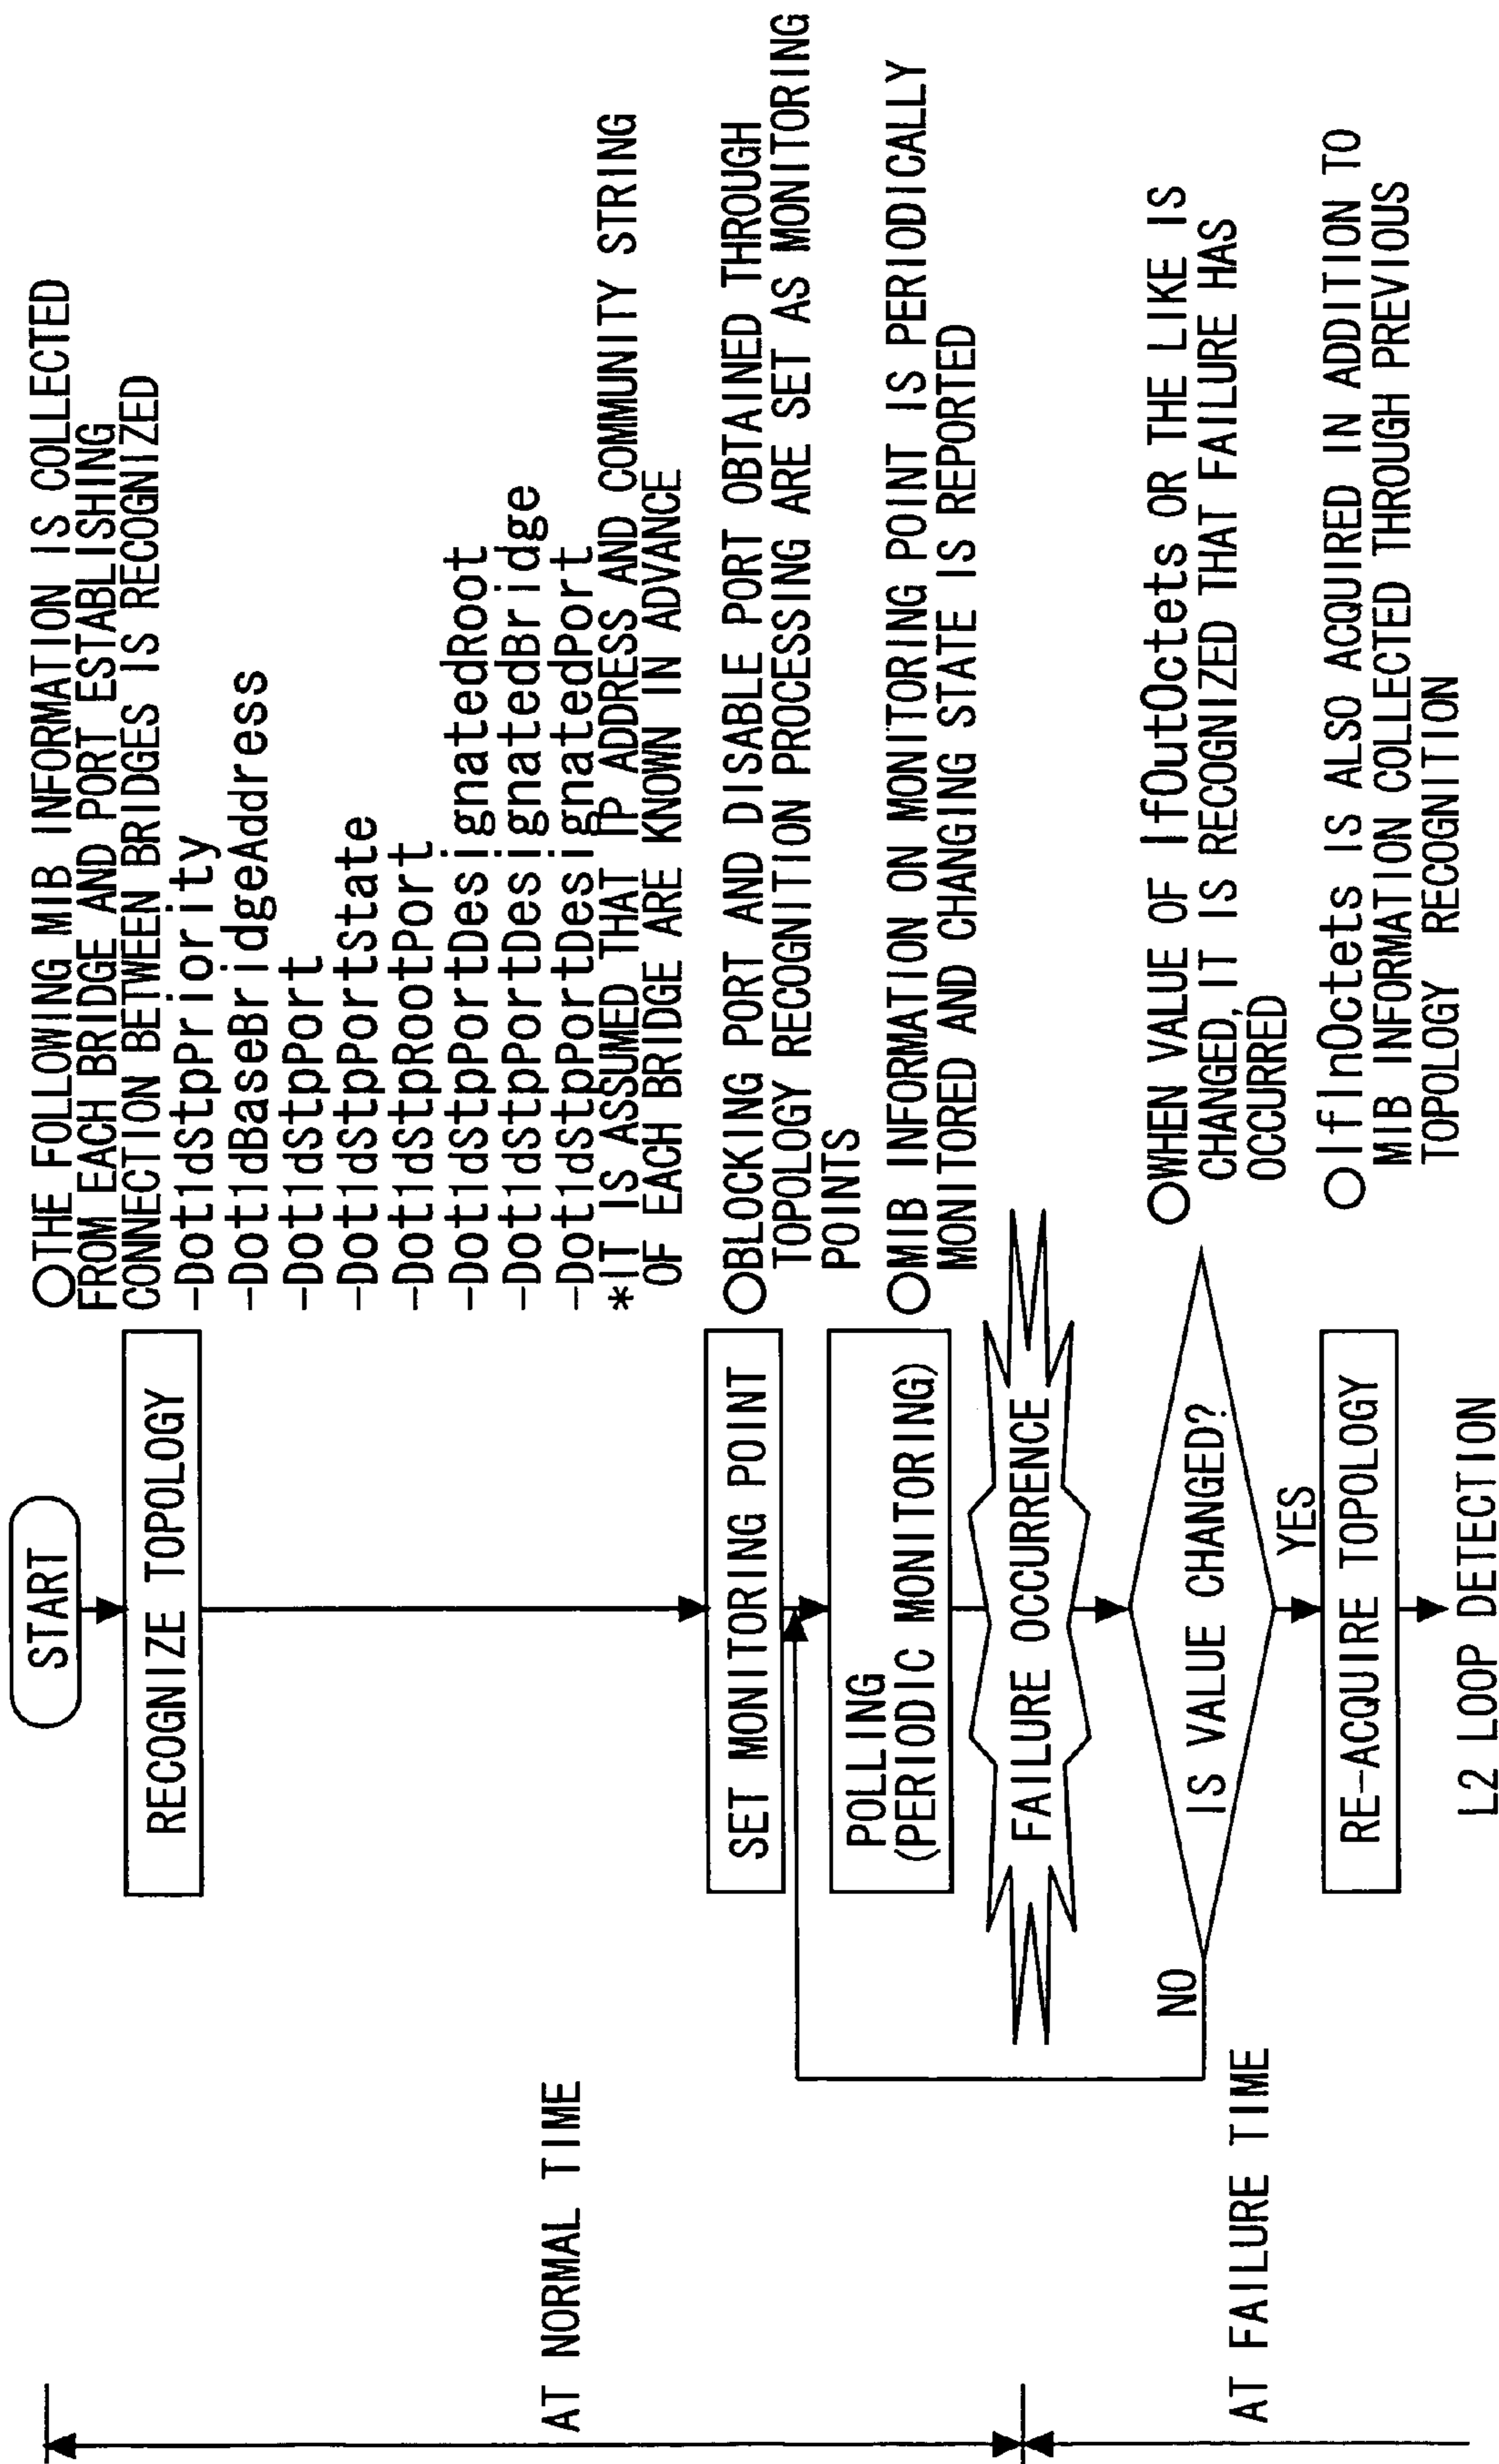 START
RECOGNIZE TOPOLOGY
○THE FOLLOWING MIB INFORMATION IS COLLECTED
FROM EACH BRIDGE AND PORT ESTABLISHING
CONNECTION BETWEEN BRIDGES IS RECOGNIZED
-Dot1dStpPriority
-Dot1dBaseBridgeAddress
-Dot1dStpPort
-Dot1dStpPortState
-Dot1dStpRootPort
-Dot1dStpPortDesignatedRoot
-Dot1dStpPortDesignatedBridge
-Dot1dStpPortDesignatedPort
*IT IS ASSUMED THAT IP ADDRESS AND COMMUNITY STRING
OF EACH BRIDGE ARE KNOWN IN ADVANCE
AT NORMAL TIME
SET MONITORING POINT
○BLOCKING PORT AND DISABLE PORT OBTAINED THROUGH
TOPOLOGY RECOGNITION PROCESSING ARE SET AS MONITORING
POINTS
POLLING
(PERIODIC MONITORING)
○MIB INFORMATION ON MONITORING POINT IS PERIODICALLY
MONITORED AND CHANGING STATE IS REPORTED
FAILURE OCCURRENCE
IS VALUE CHANGED?
NO
YES
○WHEN VALUE OF IfOutOctets OR THE LIKE IS
CHANGED, IT IS RECOGNIZED THAT FAILURE HAS
OCCURRED
AT FAILURE TIME
RE-ACQUIRE TOPOLOGY
○IfInOctets IS ALSO ACQUIRED IN ADDITION TO
MIB INFORMATION COLLECTED THROUGH PREVIOUS
TOPOLOGY RECOGNITION
L2 LOOP DETECTION